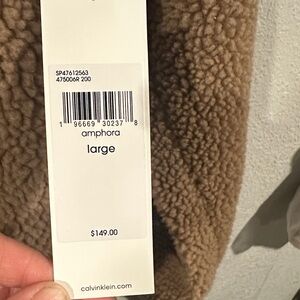 SP47612563
475006R 200
1 96669 30237 8
amphora
large
$149.00
calvinklein.com